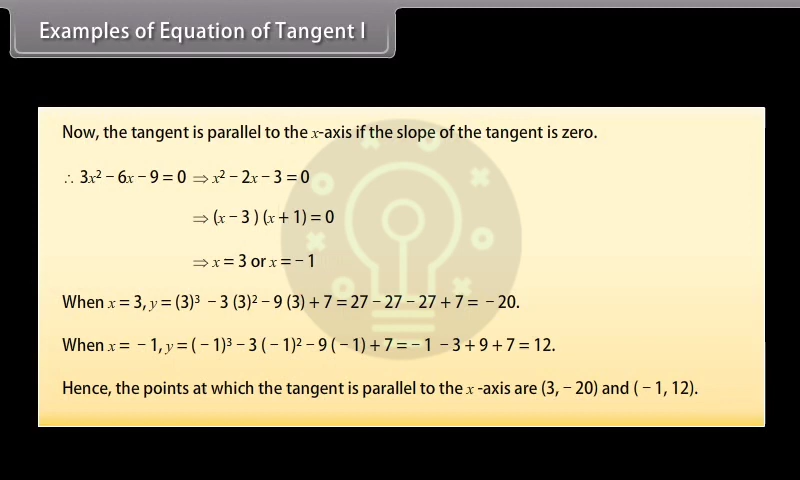 Examples of Equation of Tangent I
Now, the tangent is parallel to the x-axis if the slope of the tangent is zero.
∴ 3x² − 6x − 9 = 0 ⇒ x² − 2x − 3 = 0
⇒ (x − 3 ) (x + 1) = 0
⇒ x = 3 or x = − 1
When x = 3, y = (3)³ − 3 (3)² − 9 (3) + 7 = 27 − 27 − 27 + 7 = − 20.
When x = − 1, y = ( − 1)³ − 3 ( − 1)² − 9 ( − 1) + 7 = − 1 − 3 + 9 + 7 = 12.
Hence, the points at which the tangent is parallel to the x -axis are (3, − 20) and ( − 1, 12).